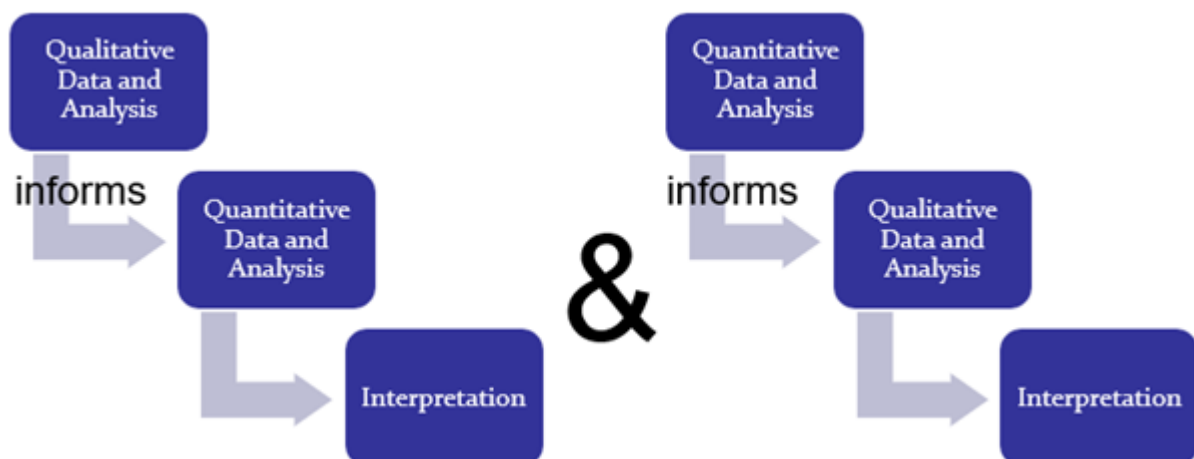 Qualitative
Data and
Analysis
informs
Quantitative
Data and
Analysis
Interpretation
&
Quantitative
Data and
Analysis
informs
Qualitative
Data and
Analysis
Interpretation